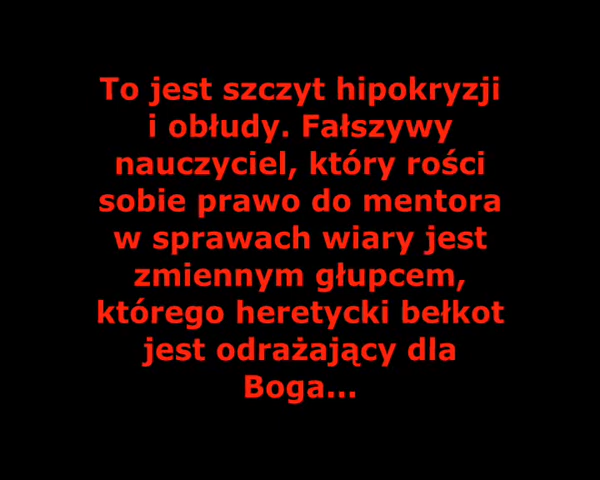 To jest szczyt hipokryzji
i obłudy. Fałszywy
nauczyciel, który rości
sobie prawo do mentora
w sprawach wiary jest
zmiennym głupcem,
którego heretycki bełkot
jest odrażający dla
Boga...